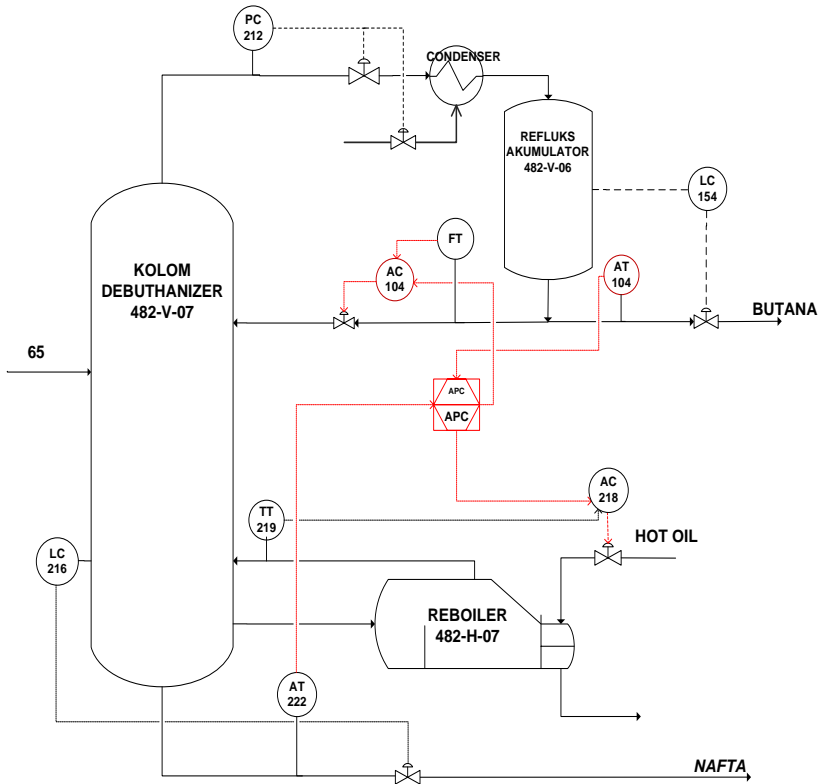 PC
212
CONDENSER
REFLUKS
AKUMULATOR
482-V-06
LC
154
FT
AC
104
AT
104
KOLOM
DEBUTHANIZER
482-V-07
BUTANA
65
APC
APC
AC
218
TT
219
HOT OIL
LC
216
REBOILER
482-H-07
AT
222
NAFTA